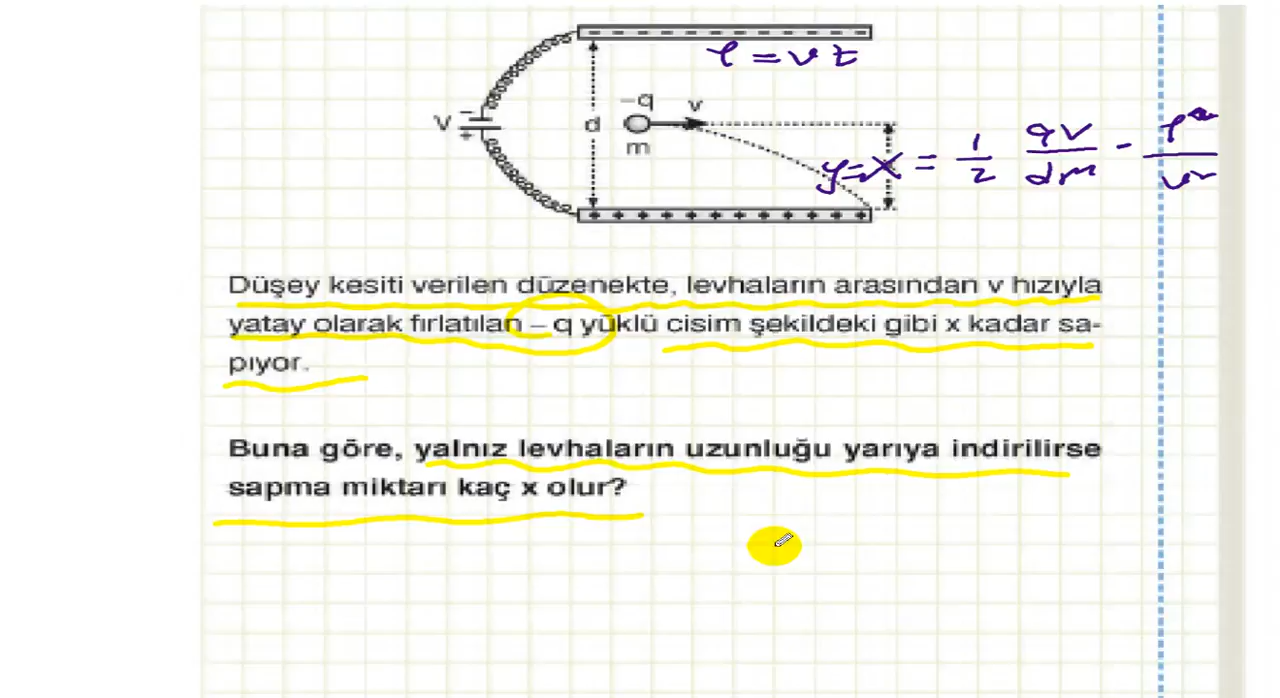 ℓ = v t
−q v
V − +
d
m
y = x = 1/2 qV/dm · ℓ²/v²
Düşey kesiti verilen düzenekte, levhaların arasından v hızıyla
yatay olarak fırlatılan – q yüklü cisim şekildeki gibi x kadar sa-
pıyor.
Buna göre, yalnız levhaların uzunluğu yarıya indirilirse
sapma miktarı kaç x olur?